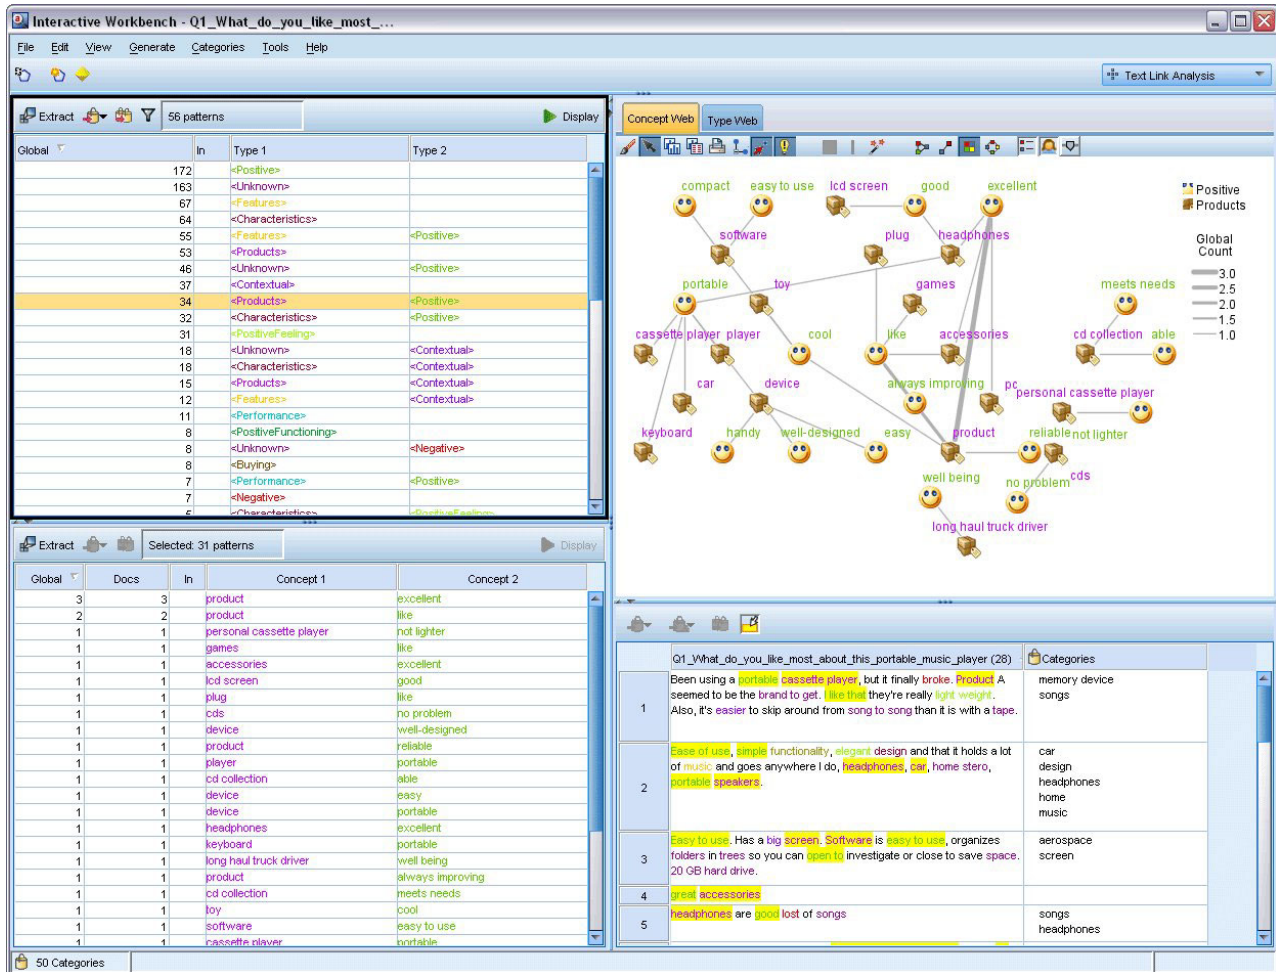 Interactive Workbench - Q1_What_do_you_like_most_...
File Edit View Generate Categories Tools Help
Text Link Analysis
Extract 56 patterns Display
Global In Type 1 Type 2
172 <Positive>
163 <Unknown>
67 <Features>
64 <Characteristics>
55 <Features> <Positive>
53 <Products>
46 <Unknown> <Positive>
37 <Contextual>
34 <Products> <Positive>
32 <Characteristics> <Positive>
31 <PositiveFeeling>
18 <Unknown> <Contextual>
18 <Characteristics> <Contextual>
15 <Products> <Contextual>
12 <Features> <Contextual>
11 <Performance>
8 <PositiveFunctioning>
8 <Unknown> <Negative>
8 <Buying>
7 <Performance> <Positive>
7 <Negative>
5 <Characteristics> <PositiveFeeling>
Extract Selected: 31 patterns Display
Global Docs In Concept 1 Concept 2
3 3 product excellent
2 2 product like
1 1 personal cassette player not lighter
1 1 games like
1 1 accessories excellent
1 1 lcd screen good
1 1 plug like
1 1 cds no problem
1 1 device well-designed
1 1 product reliable
1 1 player portable
1 1 cd collection able
1 1 device easy
1 1 device portable
1 1 headphones excellent
1 1 keyboard portable
1 1 long haul truck driver well being
1 1 product always improving
1 1 cd collection meets needs
1 1 toy cool
1 1 software easy to use
1 1 cassette player portable
50 Categories
Concept Web Type Web
compact easy to use lcd screen good excellent
software plug headphones
portable toy games meets needs
cassette player player cool like accessories cd collection able
car device always improving pc personal cassette player
keyboard handy well-designed easy product reliable not lighter
well being no problem cds
long haul truck driver
Positive
Products
Global
Count
3.0
2.5
2.0
1.5
1.0
Q1_What_do_you_like_most_about_this_portable_music_player (28) Categories
1 Been using a portable cassette player, but it finally broke. Product A memory device
seemed to be the brand to get. I like that they're really light weight. songs
Also, it's easier to skip around from song to song than it is with a tape.
2 Ease of use, simple functionality, elegant design and that it holds a lot car
of music and goes anywhere I do, headphones, car, home stero, design
portable speakers. headphones
home
music
3 Easy to use. Has a big screen. Software is easy to use, organizes aerospace
folders in trees so you can open to investigate or close to save space. screen
20 GB hard drive.
4 great accessories
5 headphones are good lost of songs songs
headphones